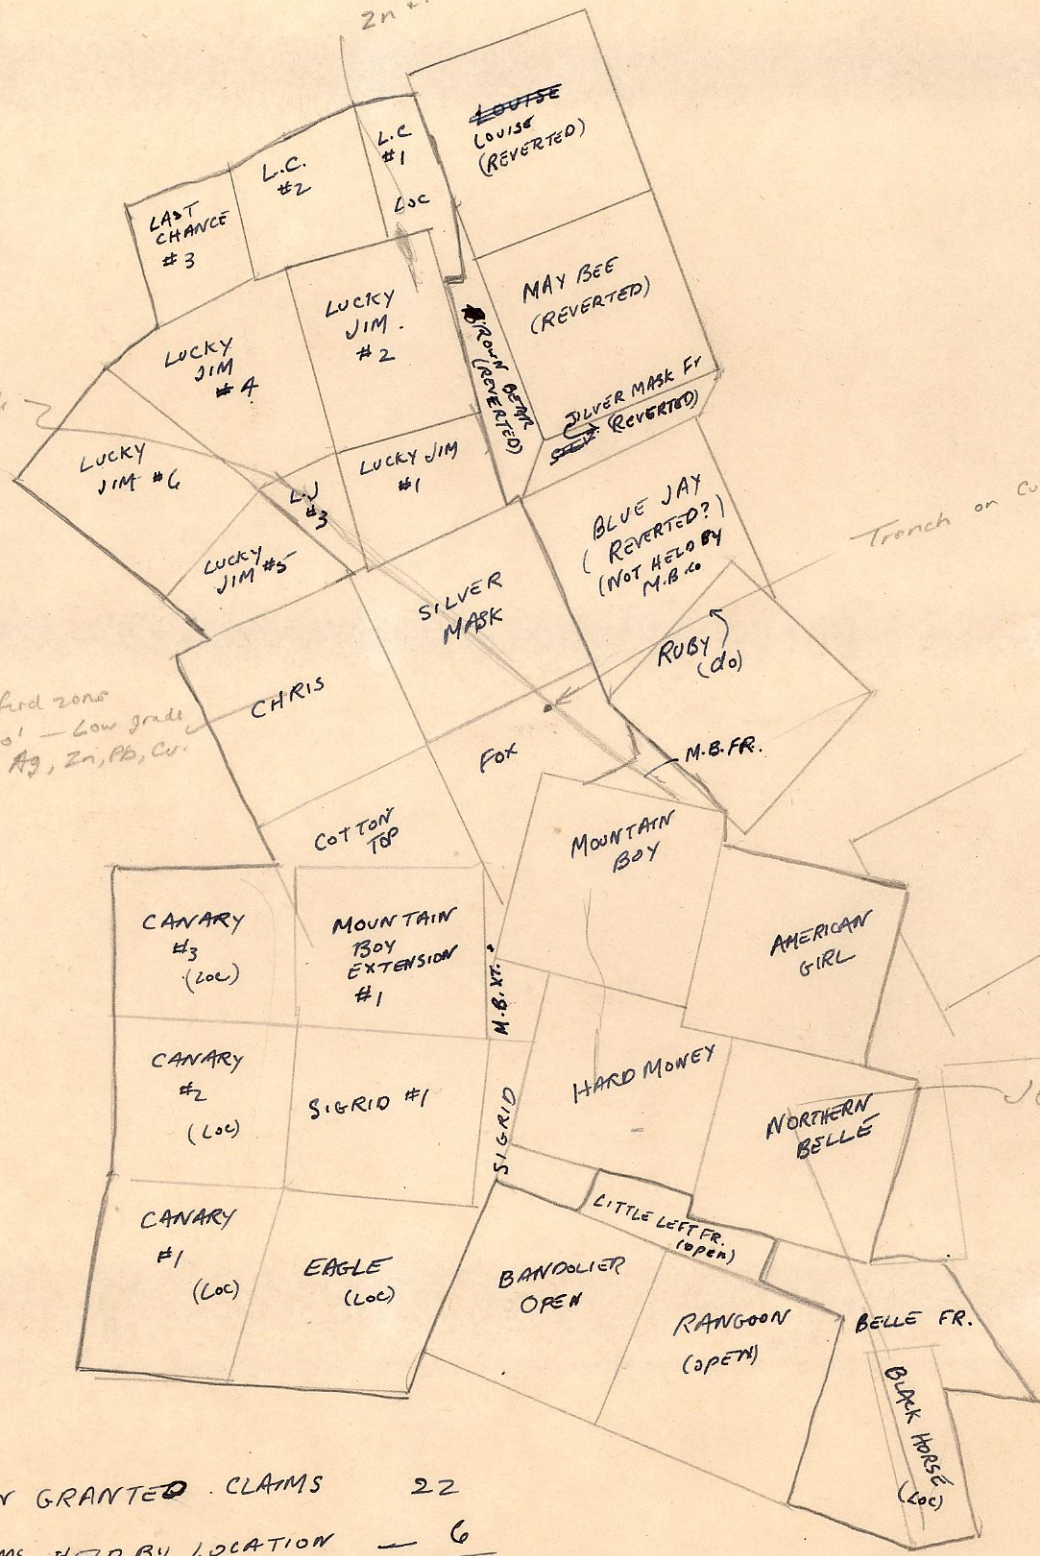 Zn
LOUISE
LOUISE
(REVERTED)
L.C
#1
LOC
L.C.
#2
LAST
CHANCE
#3
MAY BEE
(REVERTED)
LUCKY
JIM.
#2
LUCKY
JIM
#4
BROWN BEAR
(REVERTED)
SILVER MASK Fr
(REVERTED)
LUCKY JIM
#1
LUCKY
JIM #6
L.J
#3
LUCKY
JIM #5
BLUE JAY
(REVERTED?)
(NOT HELD BY
M.B.co
Trench on Cu
SILVER
MASK
RUBY
(do)
CHRIS
zone
Low grade
Ag, Zn, Pb, Cu.
FOX
M.B.FR.
COTTON
TOP
MOUNTAIN
BOY
CANARY
#3
(LOC)
MOUNTAIN
BOY
EXTENSION
#1
M.B.XT.
AMERICAN
GIRL
CANARY
#2
(LOC)
SIGRID #1
SIGRID
HARD MONEY
NORTHERN
BELLE
CANARY
#1
(LOC)
EAGLE
(LOC)
LITTLE LEFT FR.
(open)
BANDOLIER
OPEN
RANGOON
(OPEN)
BELLE FR.
BLACK HORSE
(LOC)
GRANTED CLAIMS 22
HELD BY LOCATION — 6